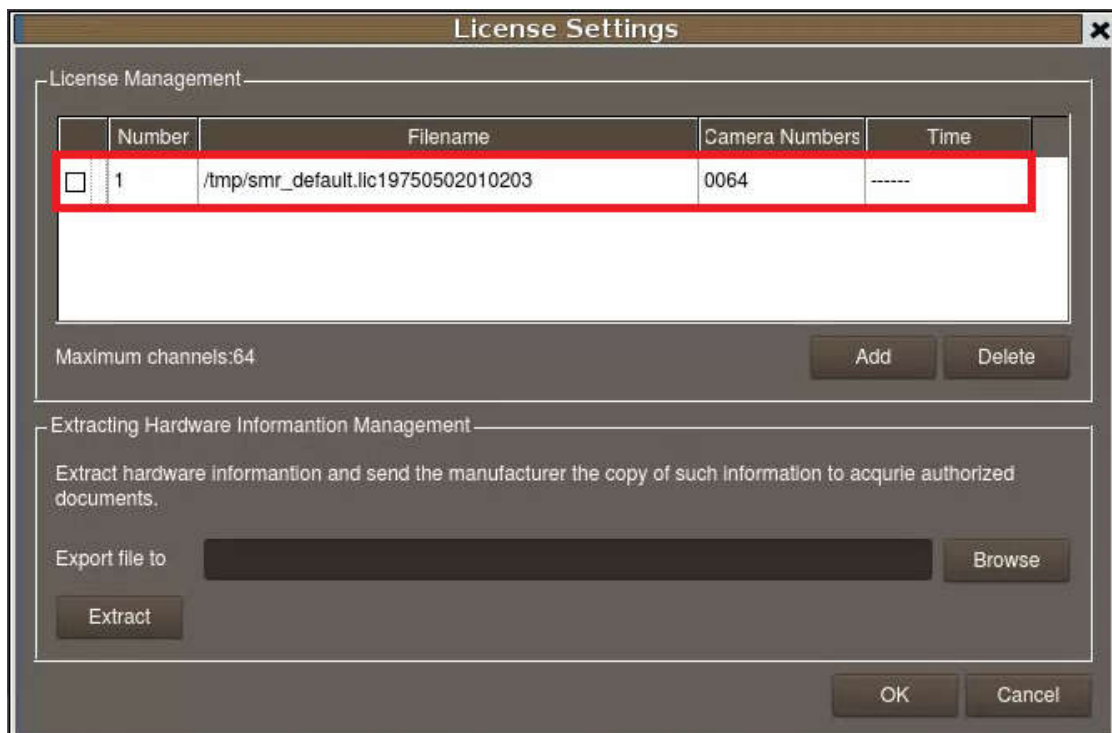 License Settings
License Management
Number Filename Camera Numbers Time
1 /tmp/smr_default.lic19750502010203 0064 ------
Maximum channels:64 Add Delete
Extracting Hardware Informantion Management
Extract hardware informantion and send the manufacturer the copy of such information to acqurie authorized
documents.
Export file to Browse
Extract
OK Cancel